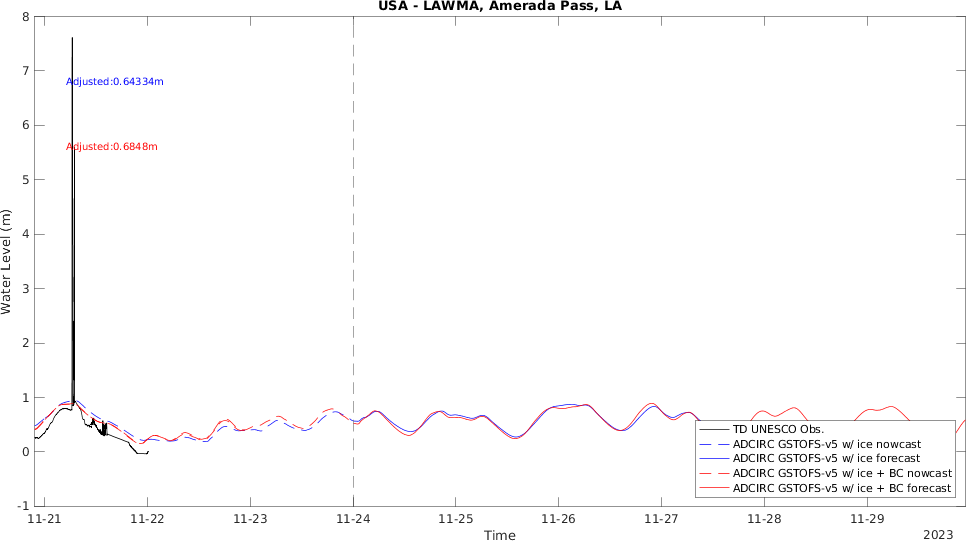 USA - LAWMA, Amerada Pass, LA
8
7
6
5
4
3
2
1
0
-1
Water Level (m)
Adjusted:0.64334m
Adjusted:0.6848m
TD UNESCO Obs.
ADCIRC GSTOFS-v5 w/ ice nowcast
ADCIRC GSTOFS-v5 w/ ice forecast
ADCIRC GSTOFS-v5 w/ ice + BC nowcast
ADCIRC GSTOFS-v5 w/ ice + BC forecast
11-21 11-22 11-23 11-24 11-25 11-26 11-27 11-28 11-29
Time
2023